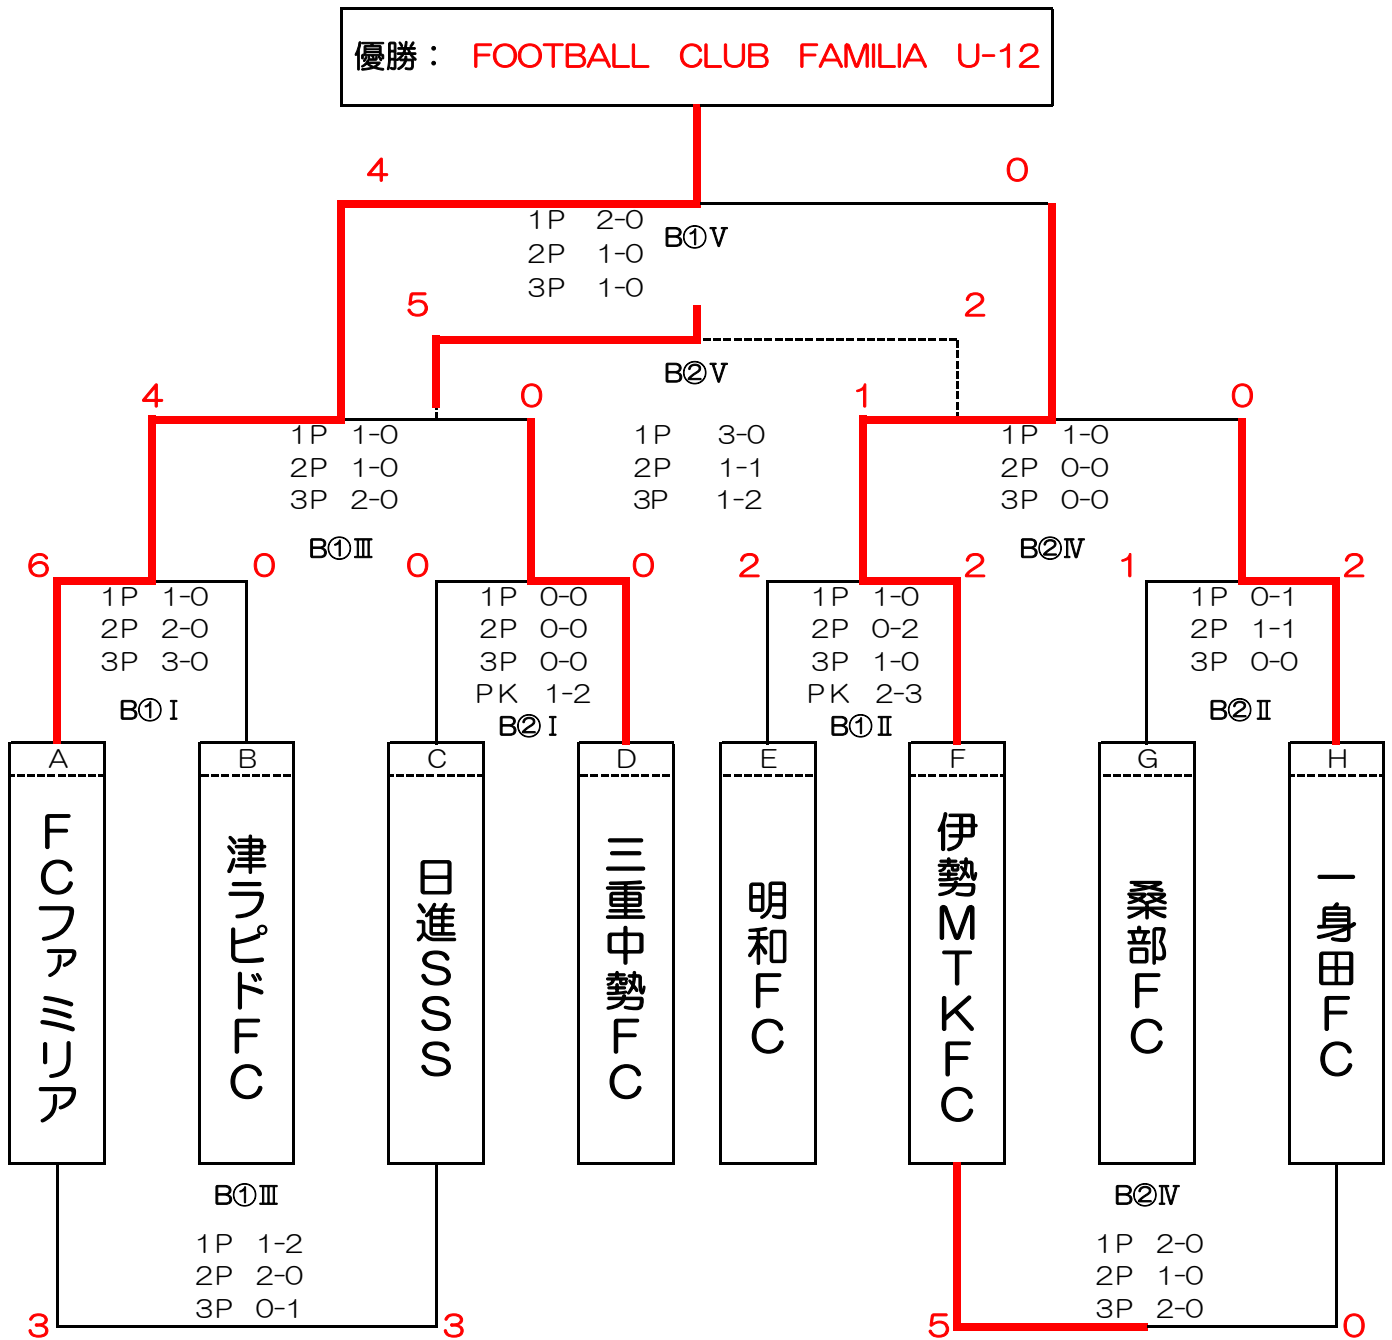 優勝： FOOTBALL CLUB FAMILIA U-12
4
0
1P 2-0
2P 1-0
3P 1-0
B①Ⅴ
5
2
B②Ⅴ
1P 3-0
2P 1-1
3P 1-2
4
0
1P 1-0
2P 1-0
3P 2-0
B①Ⅲ
1
0
1P 1-0
2P 0-0
3P 0-0
B②Ⅳ
6
0
1P 1-0
2P 2-0
3P 3-0
B①Ⅰ
0
0
1P 0-0
2P 0-0
3P 0-0
PK 1-2
B②Ⅰ
2
2
1P 1-0
2P 0-2
3P 1-0
PK 2-3
B①Ⅱ
1
2
1P 0-1
2P 1-1
3P 0-0
B②Ⅱ
A
FCファミリア
B
津ラピドFC
C
日進SSS
D
三重中勢FC
E
明和FC
F
伊勢MTKFC
G
桑部FC
H
一身田FC
B①Ⅲ
1P 1-2
2P 2-0
3P 0-1
3
3
B②Ⅳ
1P 2-0
2P 1-0
3P 2-0
5
0